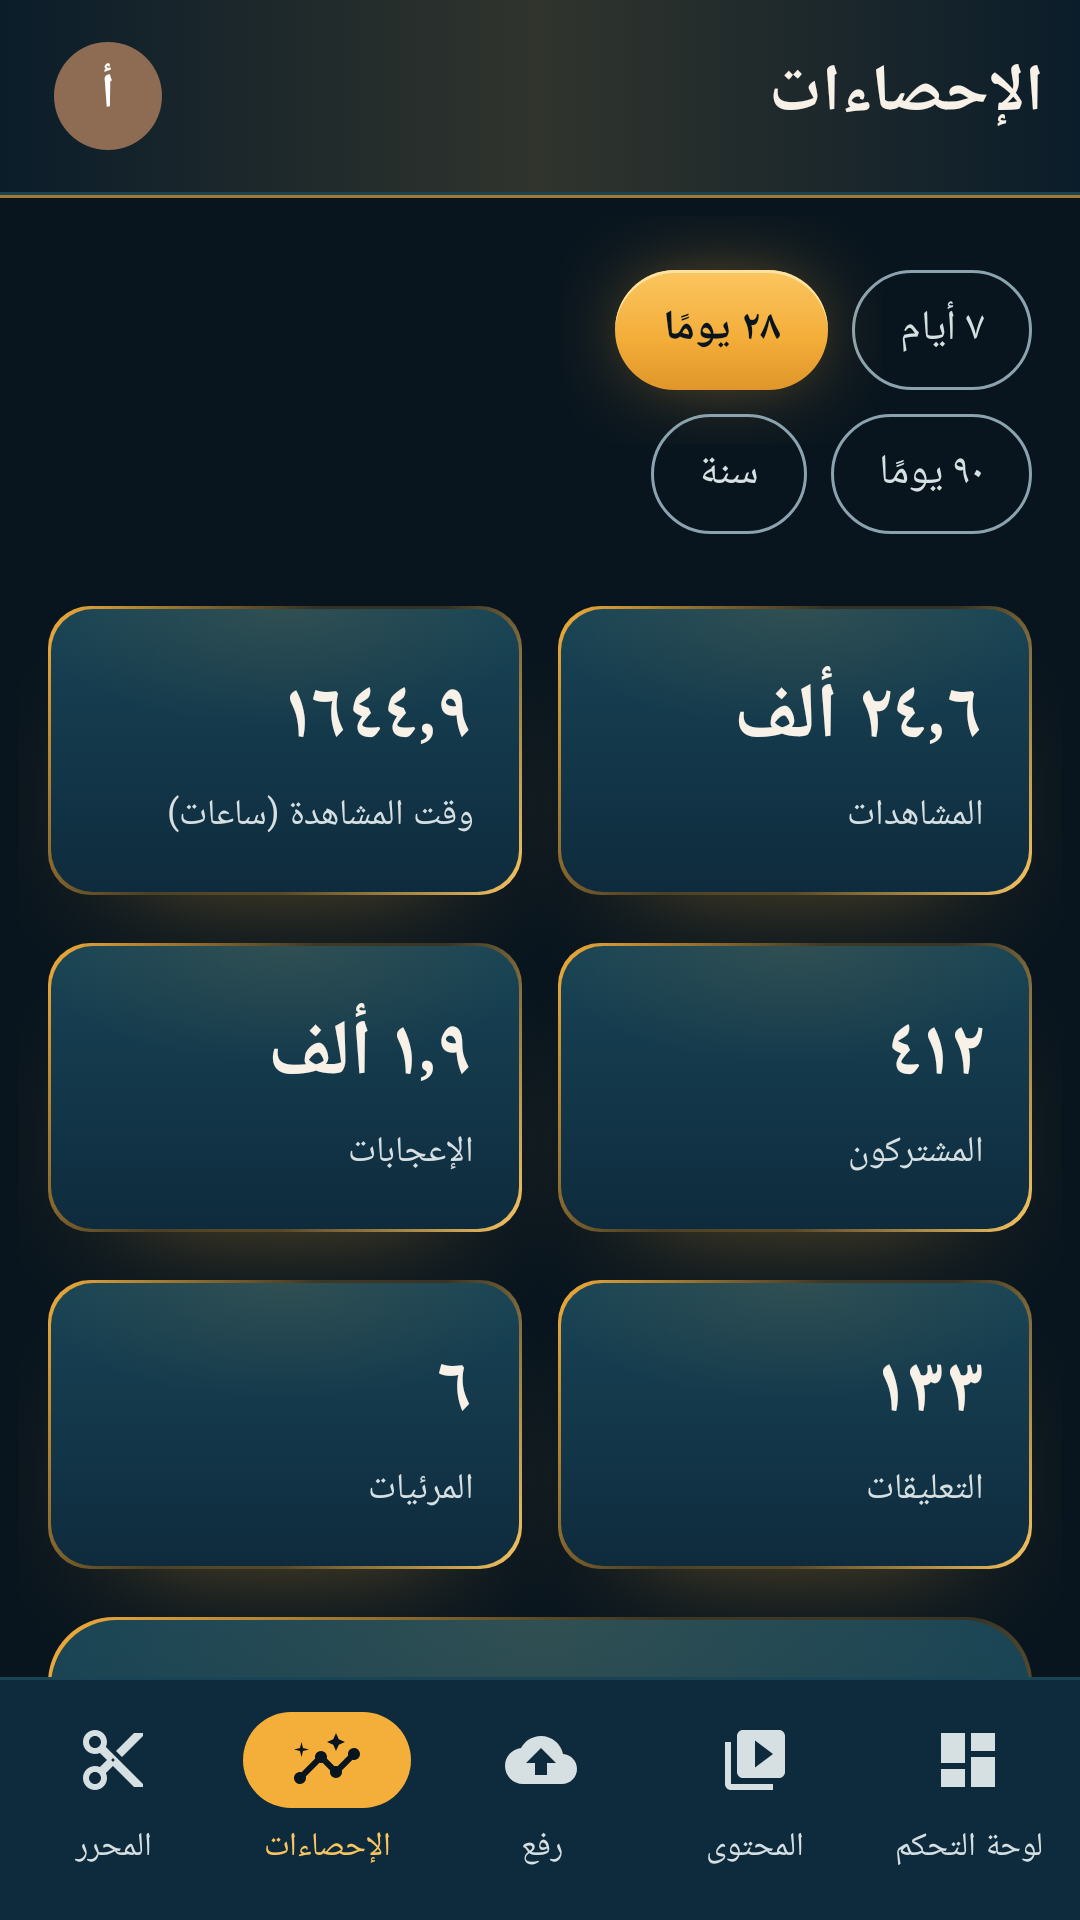 الإحصاءات
أ
٧ أيام
٢٨ يومًا
٩٠ يومًا
سنة
٢٤,٦ ألف
المشاهدات
١٦٤٤,٩
وقت المشاهدة (ساعات)
٤١٢
المشتركون
١,٩ ألف
الإعجابات
١٣٣
التعليقات
٦
المرئيات
لوحة التحكم
المحتوى
رفع
الإحصاءات
المحرر